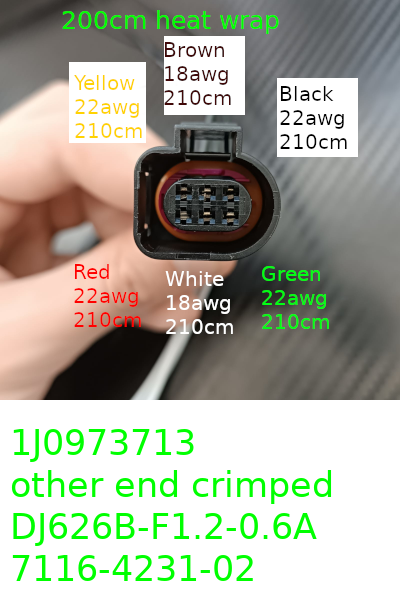 200cm heat wrap
Brown
18awg
210cm
Yellow
22awg
210cm
Black
22awg
210cm
Red
22awg
210cm
White
18awg
210cm
Green
22awg
210cm
1J0973713
other end crimped
DJ626B-F1.2-0.6A
7116-4231-02